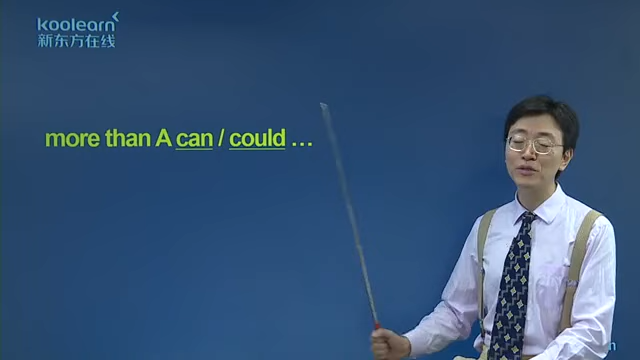 koolearn
新东方在线
more than A can / could …